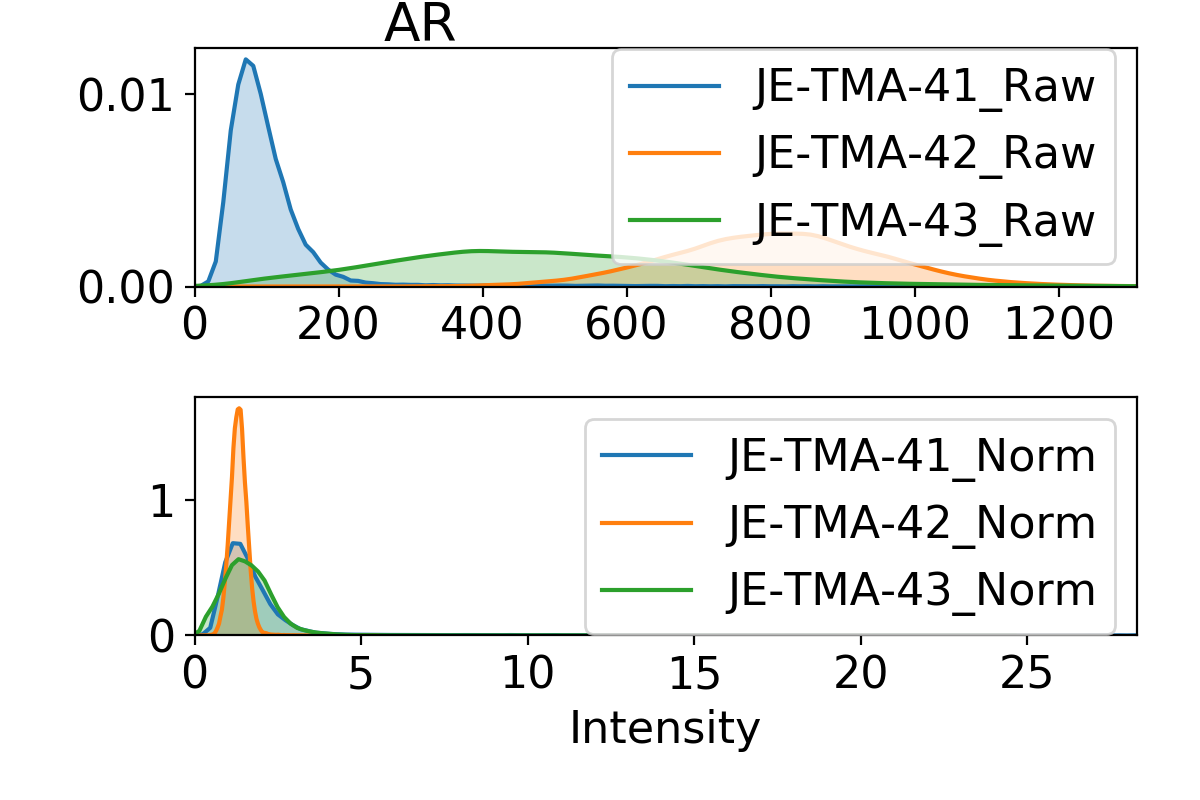 AR
0.01
0.00
JE-TMA-41_Raw
JE-TMA-42_Raw
JE-TMA-43_Raw
0 200 400 600 800 1000 1200
1
0
JE-TMA-41_Norm
JE-TMA-42_Norm
JE-TMA-43_Norm
0 5 10 15 20 25
Intensity